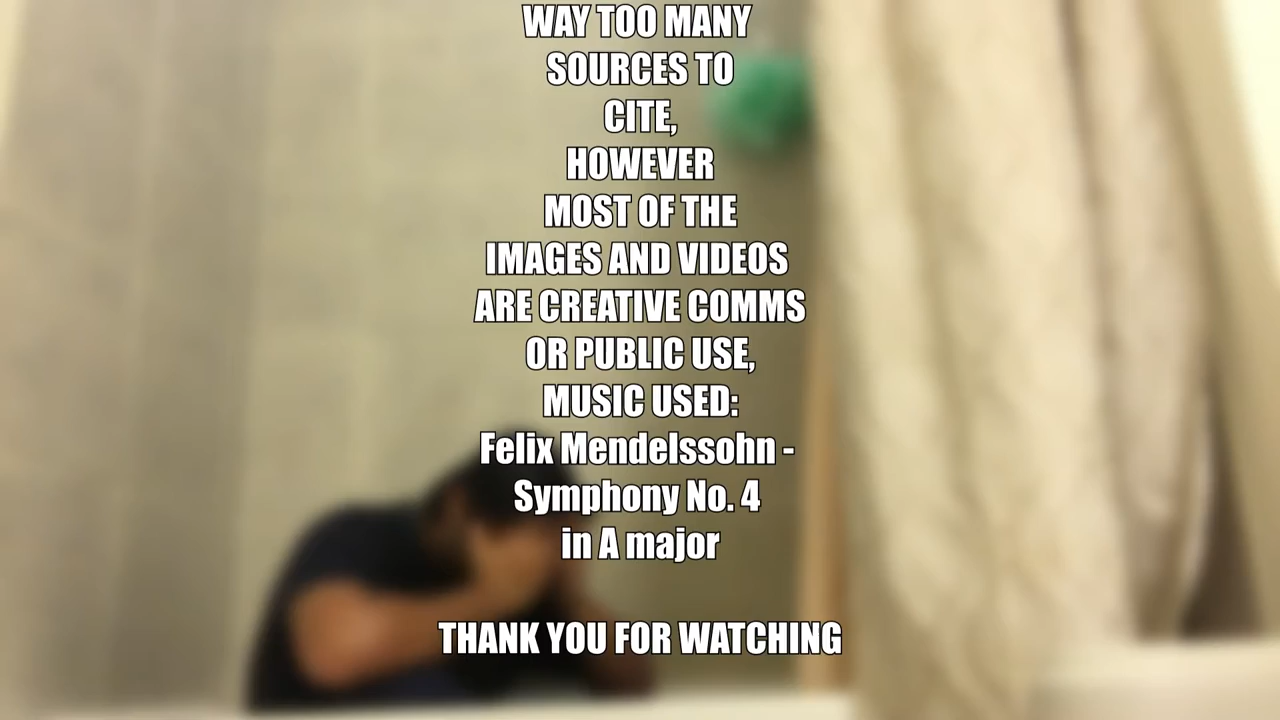 WAY TOO MANY
SOURCES TO
CITE,
HOWEVER
MOST OF THE
IMAGES AND VIDEOS
ARE CREATIVE COMMS
OR PUBLIC USE,
MUSIC USED:
Felix Mendelssohn -
Symphony No. 4
in A major
THANK YOU FOR WATCHING